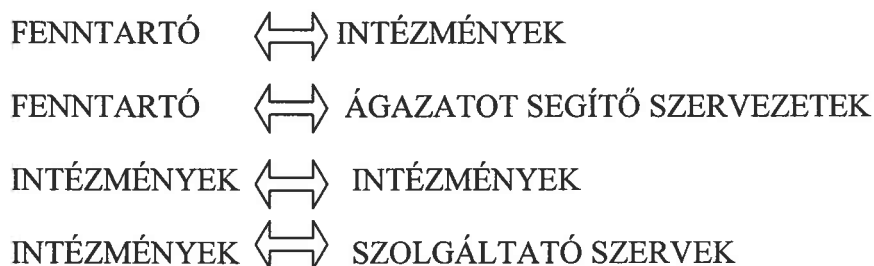 FENNTARTÓ ⇔ INTÉZMÉNYEK
FENNTARTÓ ⇔ ÁGAZATOT SEGÍTŐ SZERVEZETEK
INTÉZMÉNYEK ⇔ INTÉZMÉNYEK
INTÉZMÉNYEK ⇔ SZOLGÁLTATÓ SZERVEK